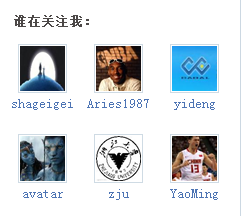 谁在关注我：
shageigei Aries1987 yideng
avatar zju YaoMing